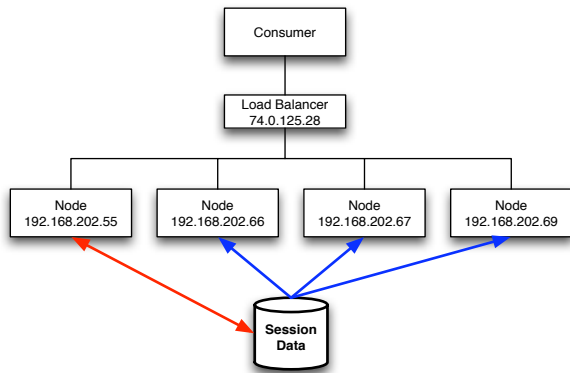 Consumer
Load Balancer
74.0.125.28
Node
192.168.202.55
Node
192.168.202.66
Node
192.168.202.67
Node
192.168.202.69
Session
Data